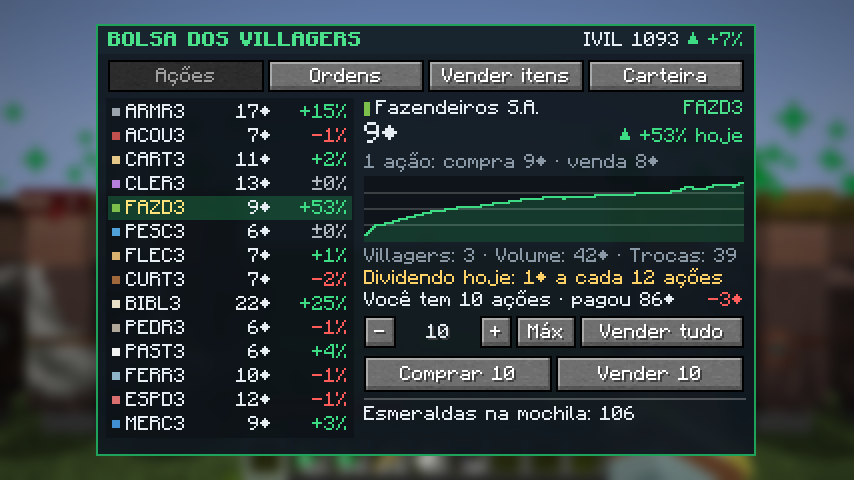 BOLSA DOS VILLAGERS
IVIL 1093 ▲ +7%
Ações
Ordens
Vender itens
Carteira
ARMR3 17♦ +15%
ACOU3 7♦ -1%
CART3 11♦ +2%
CLER3 13♦ ±0%
FAZD3 9♦ +53%
PESC3 6♦ ±0%
FLEC3 7♦ +1%
CURT3 7♦ -2%
BIBL3 22♦ +25%
PEDR3 6♦ -1%
PAST3 6♦ +4%
FERR3 10♦ -1%
ESPD3 12♦ -1%
MERC3 9♦ +3%
Fazendeiros S.A. FAZD3
9♦ ▲ +53% hoje
1 ação: compra 9♦ · venda 8♦
Villagers: 3 · Volume: 42♦ · Trocas: 39
Dividendo hoje: 1♦ a cada 12 ações
Você tem 10 ações · pagou 86♦ -3♦
- 10 + Máx Vender tudo
Comprar 10 Vender 10
Esmeraldas na mochila: 106